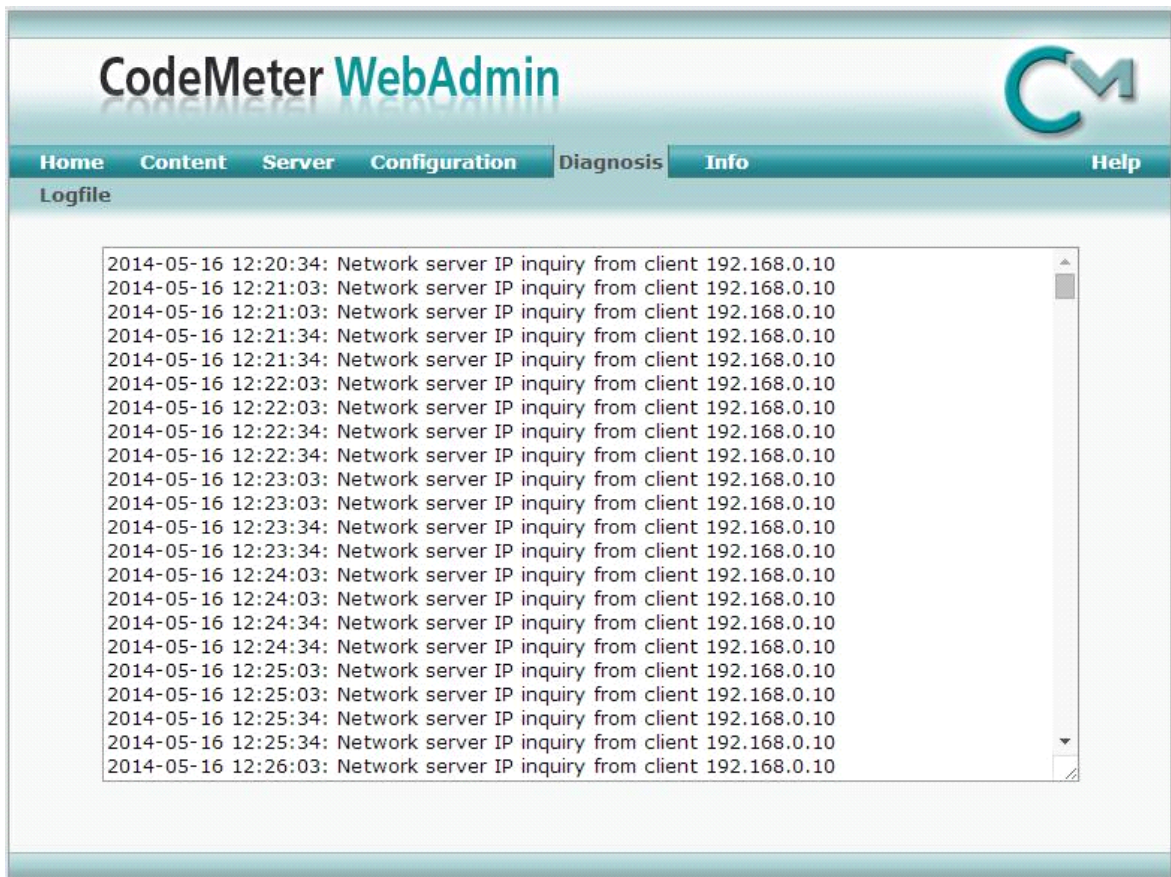 CodeMeter WebAdmin
CM
Home Content Server Configuration Diagnosis Info Help
Logfile
2014-05-16 12:20:34: Network server IP inquiry from client 192.168.0.10
2014-05-16 12:21:03: Network server IP inquiry from client 192.168.0.10
2014-05-16 12:21:03: Network server IP inquiry from client 192.168.0.10
2014-05-16 12:21:34: Network server IP inquiry from client 192.168.0.10
2014-05-16 12:21:34: Network server IP inquiry from client 192.168.0.10
2014-05-16 12:22:03: Network server IP inquiry from client 192.168.0.10
2014-05-16 12:22:03: Network server IP inquiry from client 192.168.0.10
2014-05-16 12:22:34: Network server IP inquiry from client 192.168.0.10
2014-05-16 12:22:34: Network server IP inquiry from client 192.168.0.10
2014-05-16 12:23:03: Network server IP inquiry from client 192.168.0.10
2014-05-16 12:23:03: Network server IP inquiry from client 192.168.0.10
2014-05-16 12:23:34: Network server IP inquiry from client 192.168.0.10
2014-05-16 12:23:34: Network server IP inquiry from client 192.168.0.10
2014-05-16 12:24:03: Network server IP inquiry from client 192.168.0.10
2014-05-16 12:24:03: Network server IP inquiry from client 192.168.0.10
2014-05-16 12:24:34: Network server IP inquiry from client 192.168.0.10
2014-05-16 12:24:34: Network server IP inquiry from client 192.168.0.10
2014-05-16 12:25:03: Network server IP inquiry from client 192.168.0.10
2014-05-16 12:25:03: Network server IP inquiry from client 192.168.0.10
2014-05-16 12:25:34: Network server IP inquiry from client 192.168.0.10
2014-05-16 12:25:34: Network server IP inquiry from client 192.168.0.10
2014-05-16 12:26:03: Network server IP inquiry from client 192.168.0.10